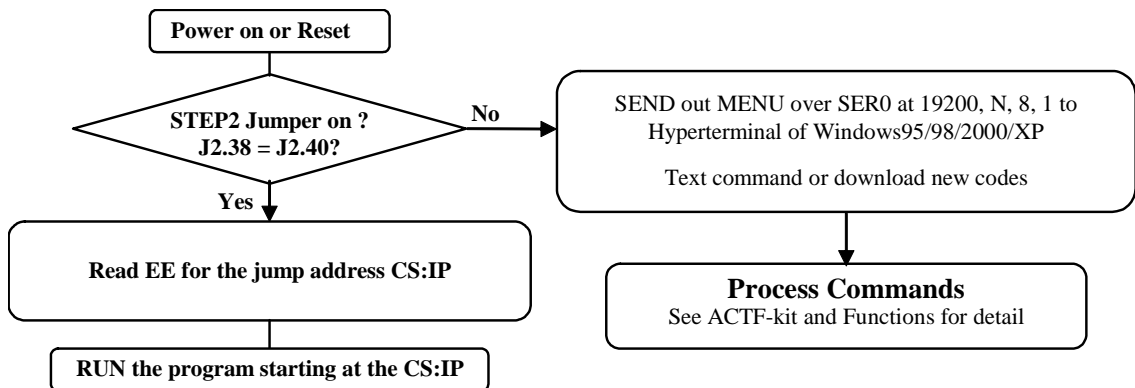 Power on or Reset
STEP2 Jumper on ?
J2.38 = J2.40?
No
SEND out MENU over SER0 at 19200, N, 8, 1 to
Hyperterminal of Windows95/98/2000/XP
Text command or download new codes
Yes
Read EE for the jump address CS:IP
Process Commands
See ACTF-kit and Functions for detail
RUN the program starting at the CS:IP